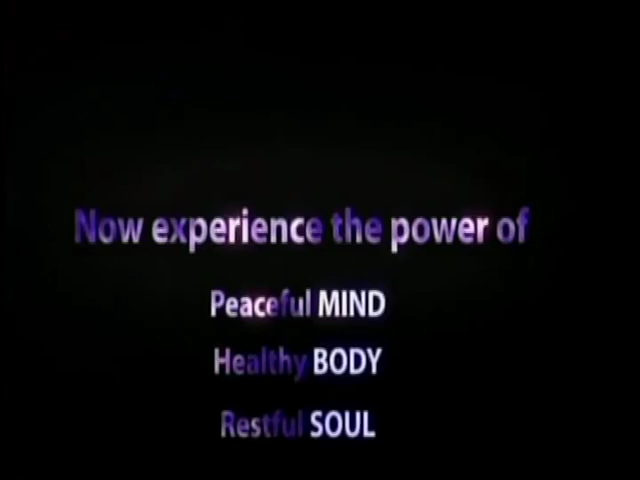 Now experience the power of
Peaceful MIND
Healthy BODY
Restful SOUL